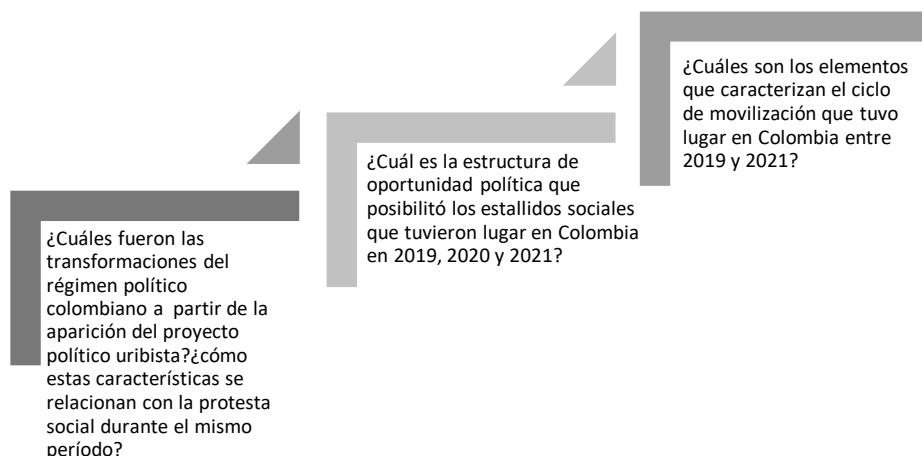 ¿Cuáles fueron las
transformaciones del
régimen político
colombiano a  partir de la
aparición del proyecto
político uribista?¿cómo
estas características se
relacionan con la protesta
social durante el mismo
período?
¿Cuál es la estructura de
oportunidad política que
posibilitó los estallidos sociales
que tuvieron lugar en Colombia
en 2019, 2020 y 2021?
¿Cuáles son los elementos
que caracterizan el ciclo
de movilización que tuvo
lugar en Colombia entre
2019 y 2021?